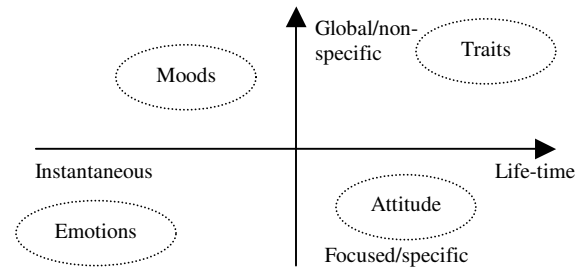 Global/non-
specific
Traits
Moods
Instantaneous
Life-time
Attitude
Emotions
Focused/specific